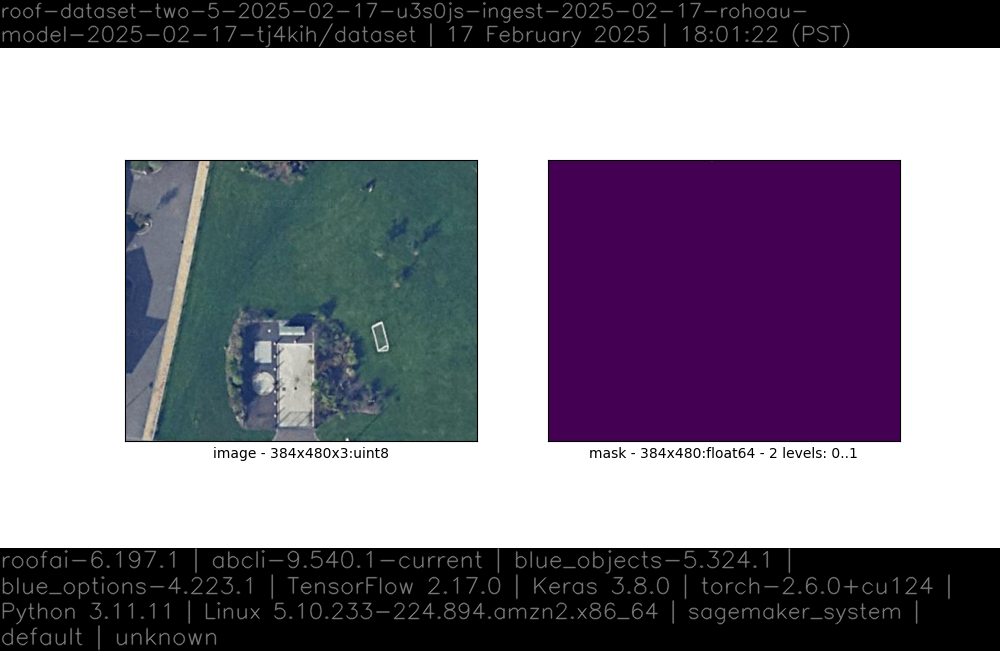 roof-dataset-two-5-2025-02-17-u3s0js-ingest-2025-02-17-rohoau-
model-2025-02-17-tj4kih/dataset | 17 February 2025 | 18:01:22 (PST)
image - 384x480x3:uint8
mask - 384x480:float64 - 2 levels: 0..1
roofai-6.197.1 | abcli-9.540.1-current | blue_objects-5.324.1 |
blue_options-4.223.1 | TensorFlow 2.17.0 | Keras 3.8.0 | torch-2.6.0+cu124 |
Python 3.11.11 | Linux 5.10.233-224.894.amzn2.x86_64 | sagemaker_system |
default | unknown